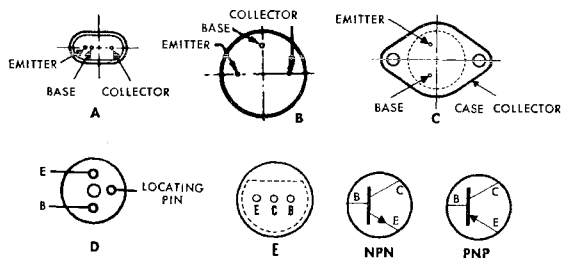 EMITTER
BASE
COLLECTOR
A
COLLECTOR
BASE
EMITTER
B
EMITTER
BASE
CASE COLLECTOR
C
E
B
LOCATING
PIN
D
E C B
E
B C E
NPN
B C E
PNP